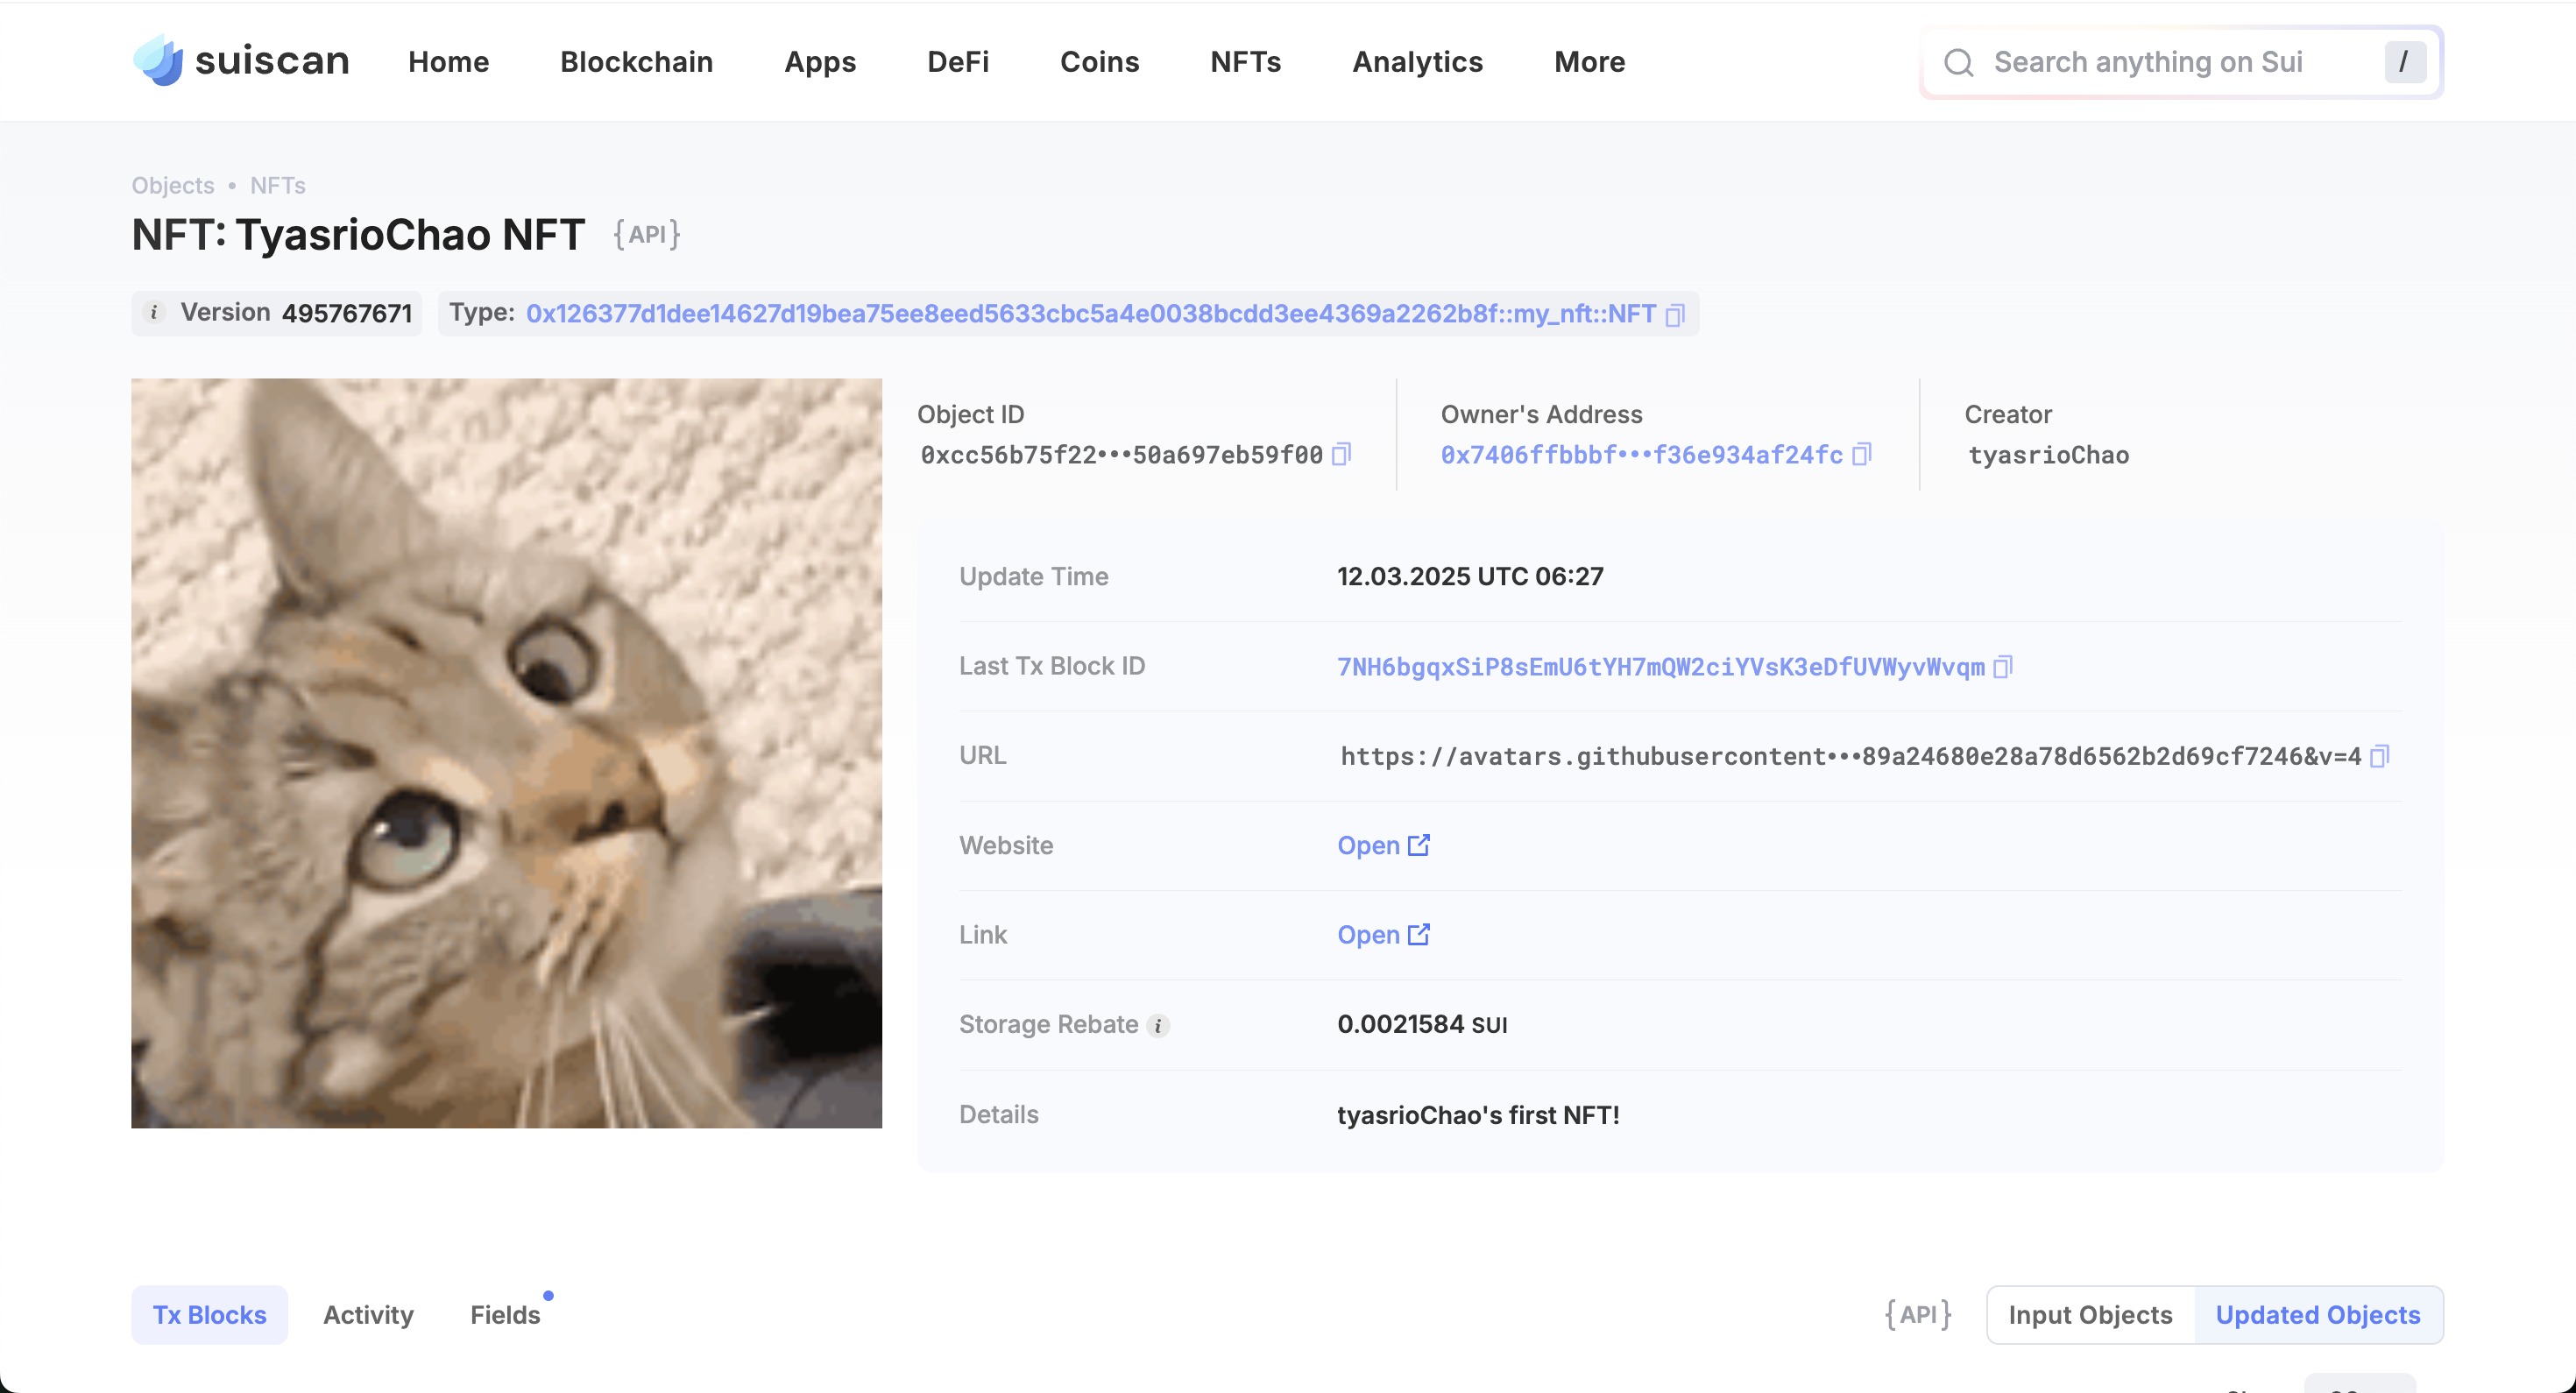 suiscan Home Blockchain Apps DeFi Coins NFTs Analytics More Search anything on Sui /
Objects • NFTs
NFT: TyasrioChao NFT {API}
i Version 495767671 Type: 0x126377d1dee14627d19bea75ee8eed5633cbc5a4e0038bcdd3ee4369a2262b8f::my_nft::NFT
Object ID Owner's Address Creator
0xcc56b75f22•••50a697eb59f00 0x7406ffbbbf•••f36e934af24fc tyasrioChao
Update Time 12.03.2025 UTC 06:27
Last Tx Block ID 7NH6bgqxSiP8sEmU6tYH7mQW2ciYVsK3eDfUVWyvWvqm
URL https://avatars.githubusercontent•••89a24680e28a78d6562b2d69cf7246&v=4
Website Open
Link Open
Storage Rebate i 0.0021584 SUI
Details tyasrioChao's first NFT!
Tx Blocks Activity Fields {API} Input Objects Updated Objects